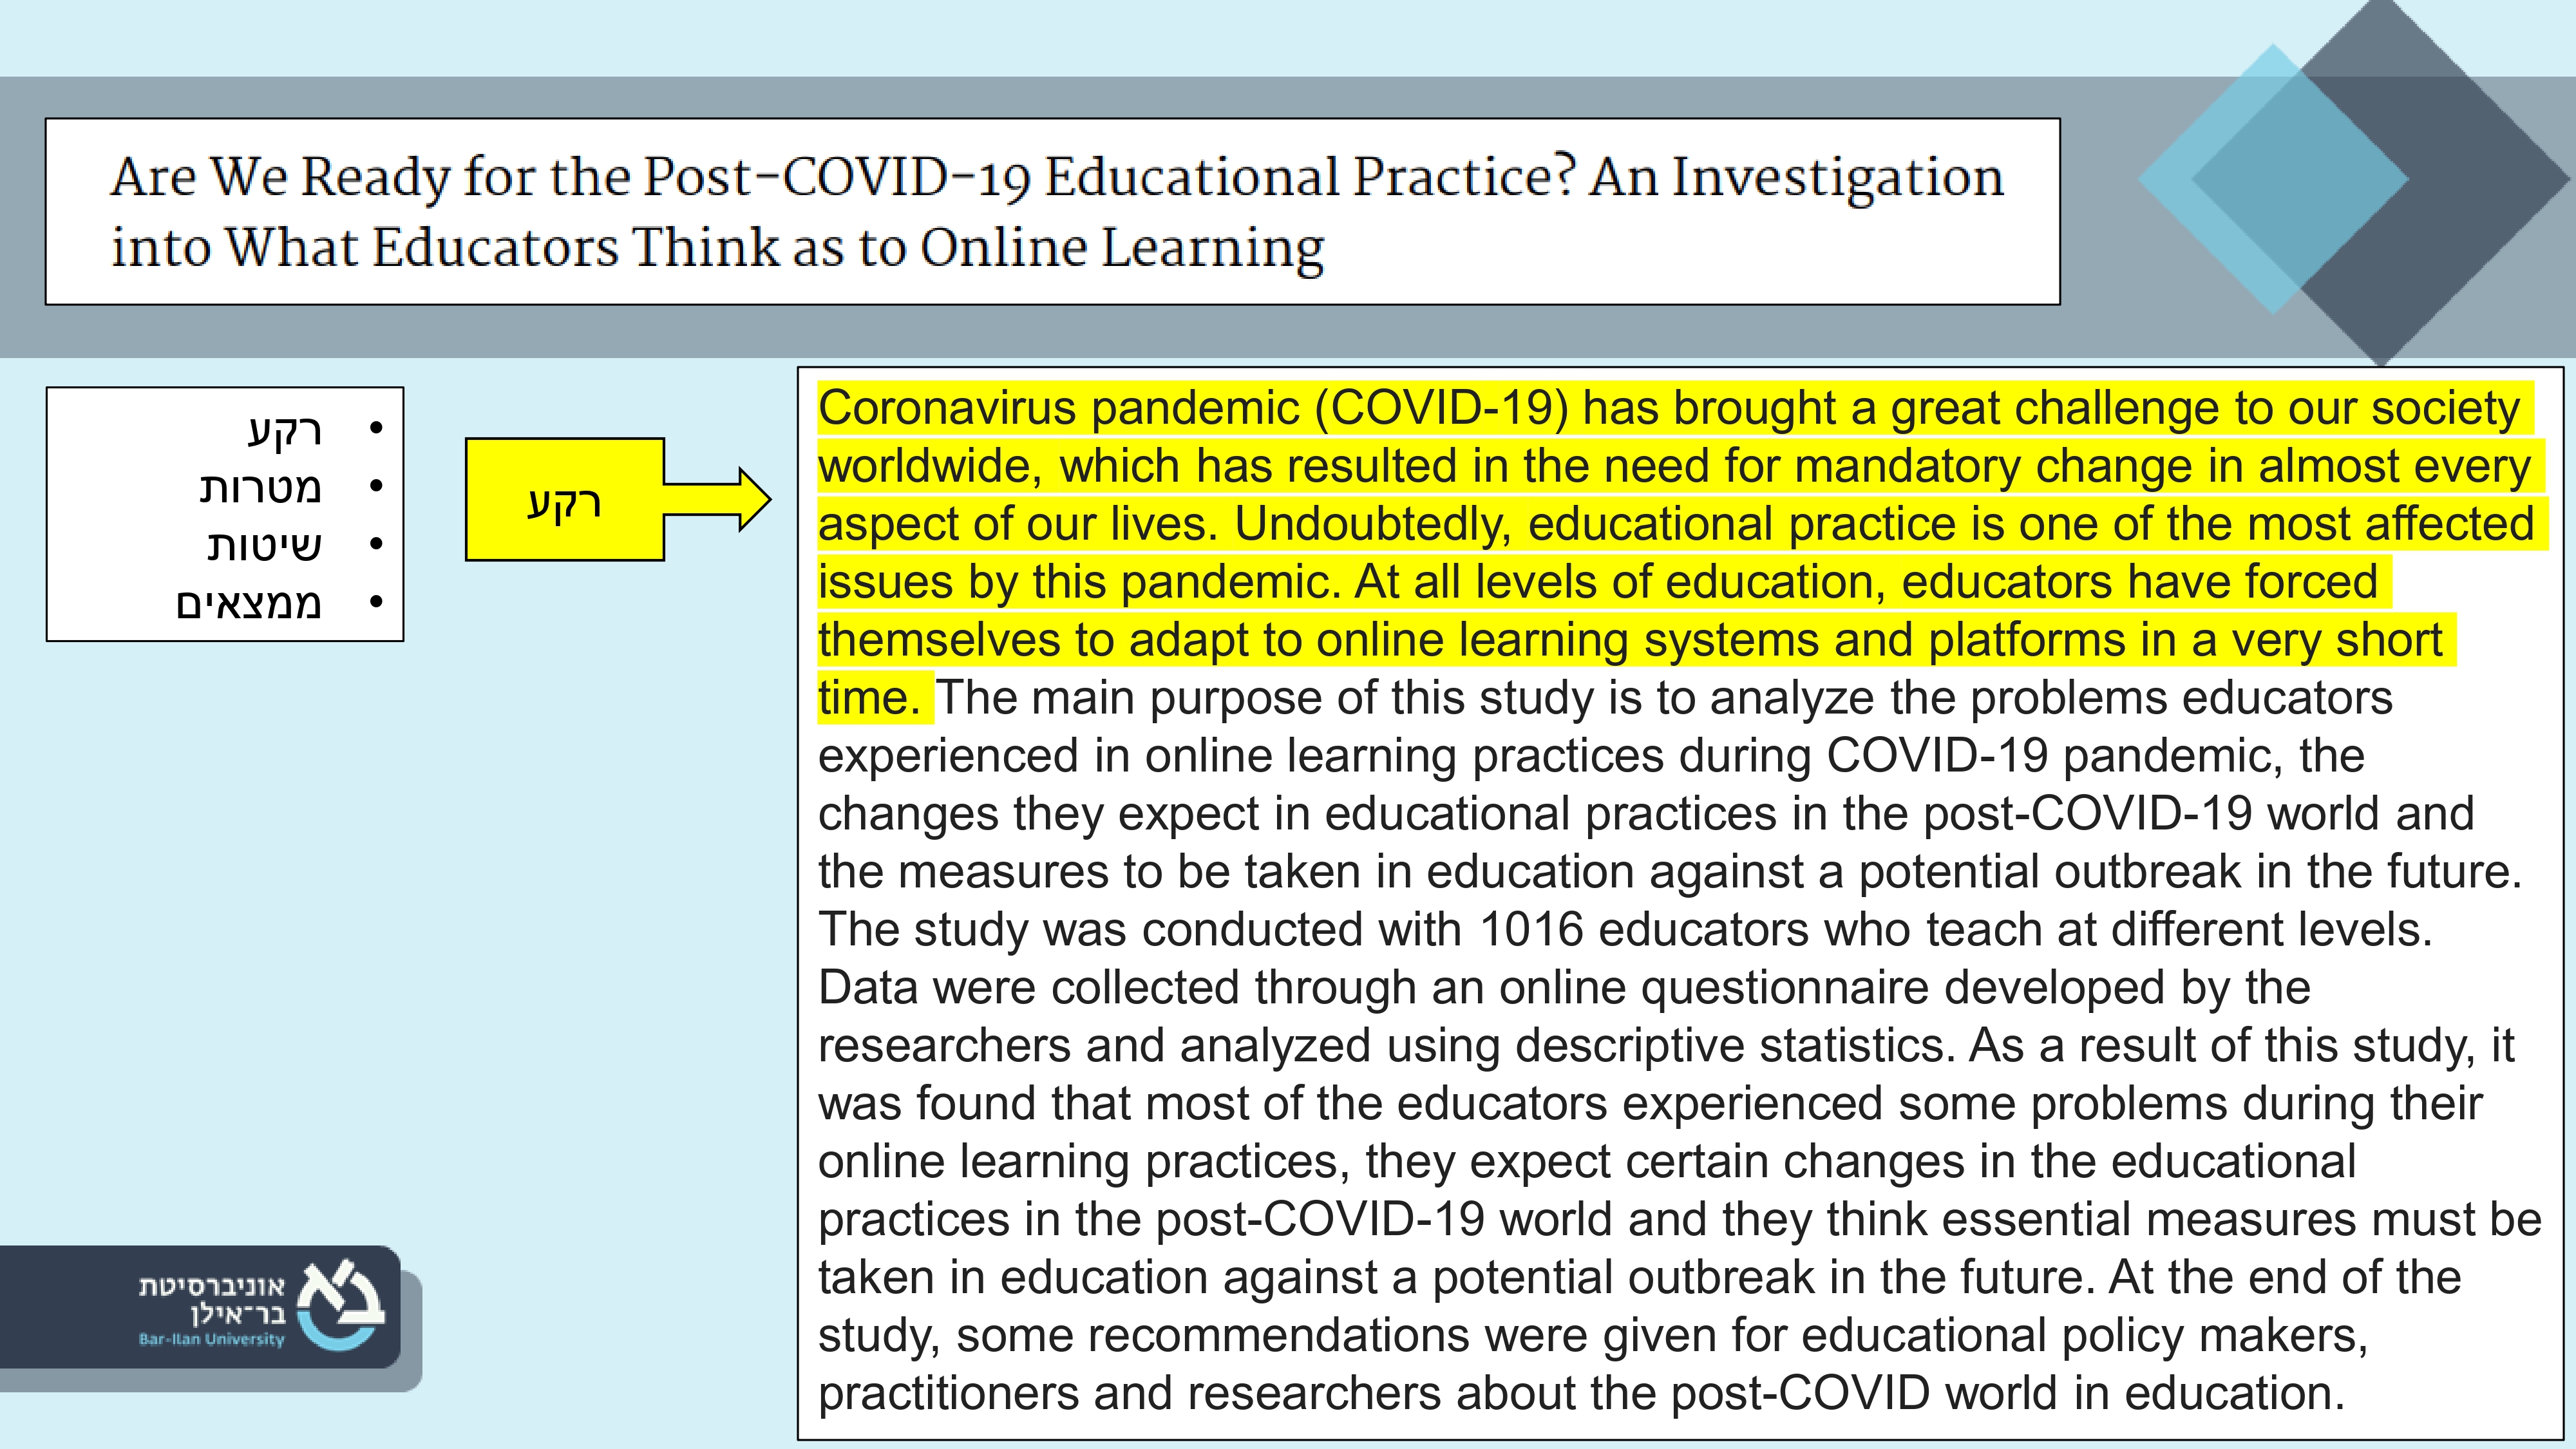 Are We Ready for the Post-COVID-19 Educational Practice? An Investigation
into What Educators Think as to Online Learning
• רקע
• מטרות
• שיטות
• ממצאים
רקע
Coronavirus pandemic (COVID-19) has brought a great challenge to our society
worldwide, which has resulted in the need for mandatory change in almost every
aspect of our lives. Undoubtedly, educational practice is one of the most affected
issues by this pandemic. At all levels of education, educators have forced
themselves to adapt to online learning systems and platforms in a very short
time. The main purpose of this study is to analyze the problems educators
experienced in online learning practices during COVID-19 pandemic, the
changes they expect in educational practices in the post-COVID-19 world and
the measures to be taken in education against a potential outbreak in the future.
The study was conducted with 1016 educators who teach at different levels.
Data were collected through an online questionnaire developed by the
researchers and analyzed using descriptive statistics. As a result of this study, it
was found that most of the educators experienced some problems during their
online learning practices, they expect certain changes in the educational
practices in the post-COVID-19 world and they think essential measures must be
taken in education against a potential outbreak in the future. At the end of the
study, some recommendations were given for educational policy makers,
practitioners and researchers about the post-COVID world in education.
אוניברסיטת
בר-אילן
Bar-Ilan University